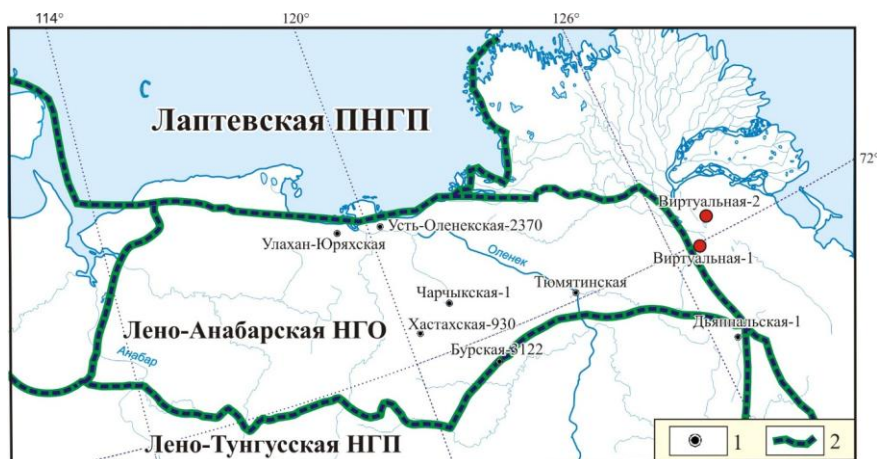 114°
120°
126°
С
Лаптевская ПНГП
72°
Виртуальная-2
Усть-Оленекская-2370
Улахан-Юряхская
Виртуальная-1
Оленек
Тюмятинская
Чарчыкская-1
Лено-Анабарская НГО
Хастахская-930
Дьяппальская-1
Бурская-3122
Анабар
Лено-Тунгусская НГП
1
2